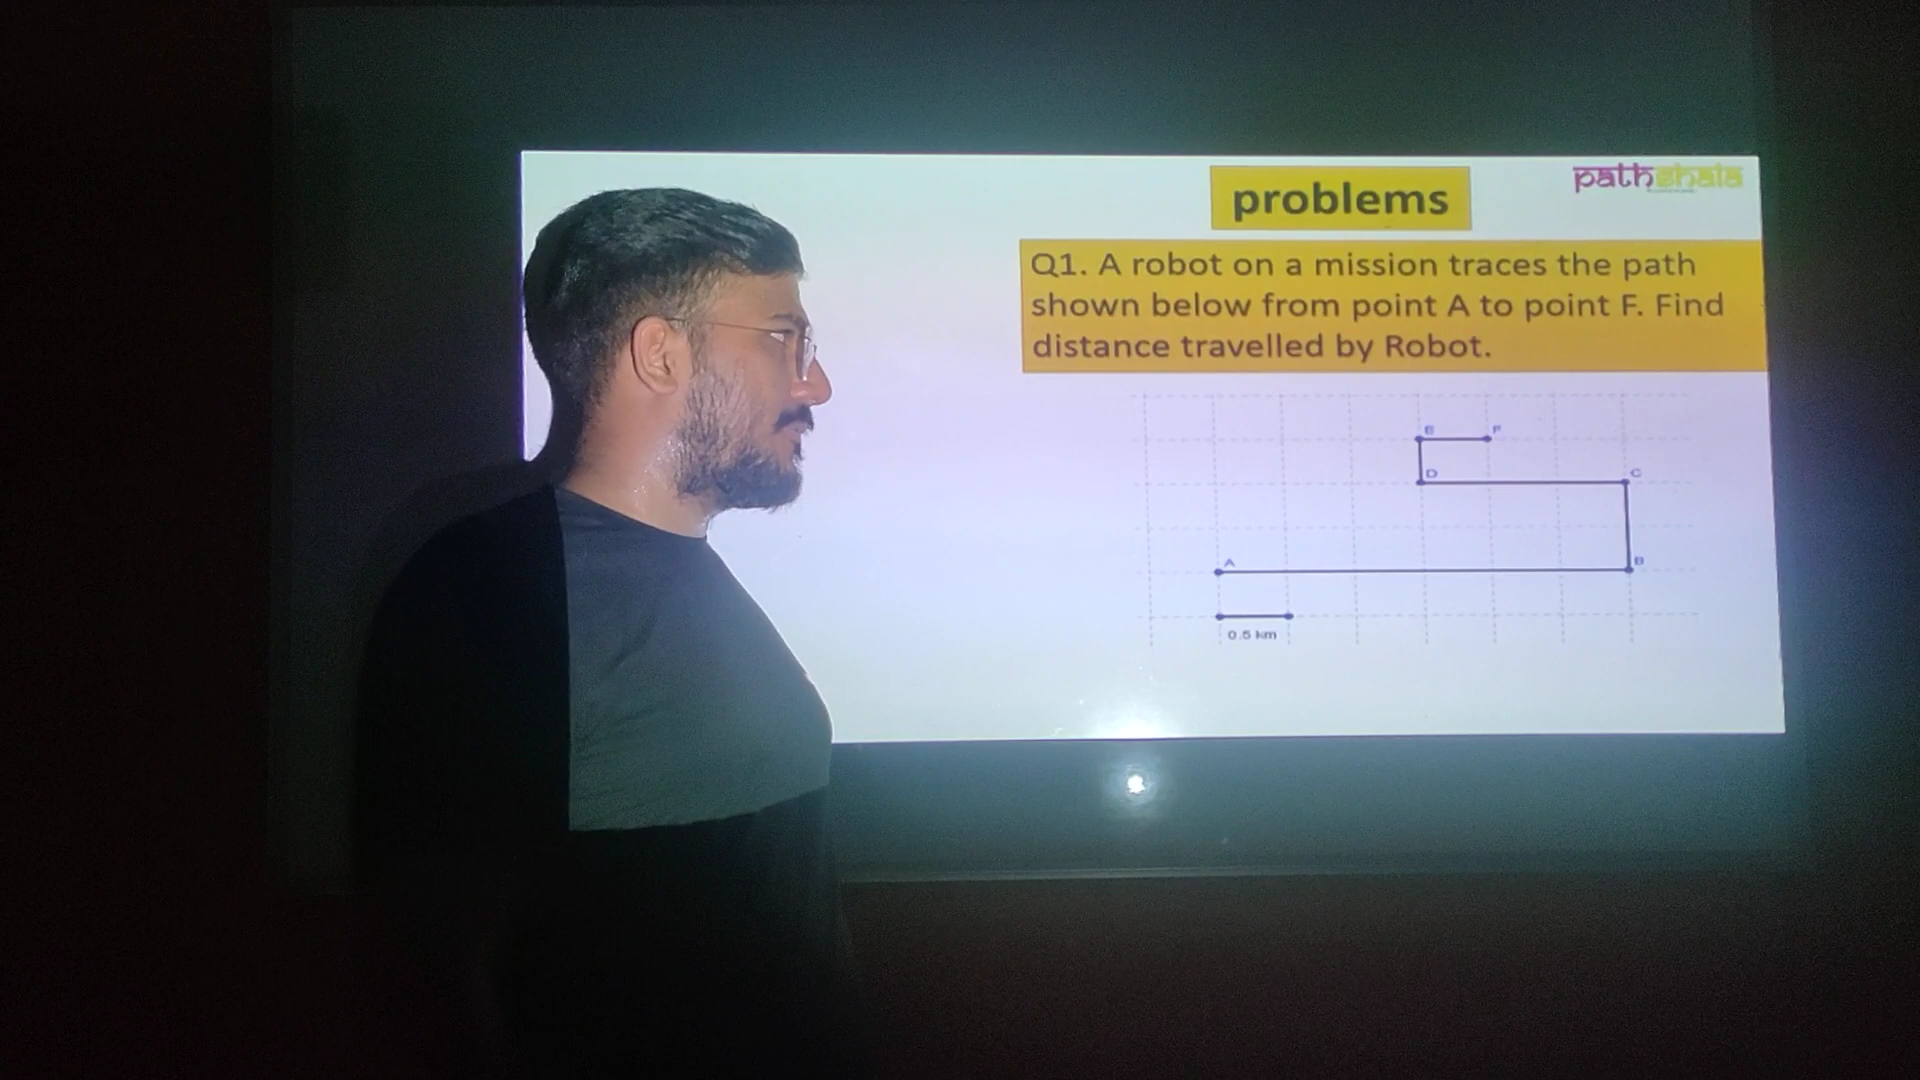 problems
pathshala
Q1. A robot on a mission traces the path
shown below from point A to point F. Find
distance travelled by Robot.
E F
D C
A B
0.5 km